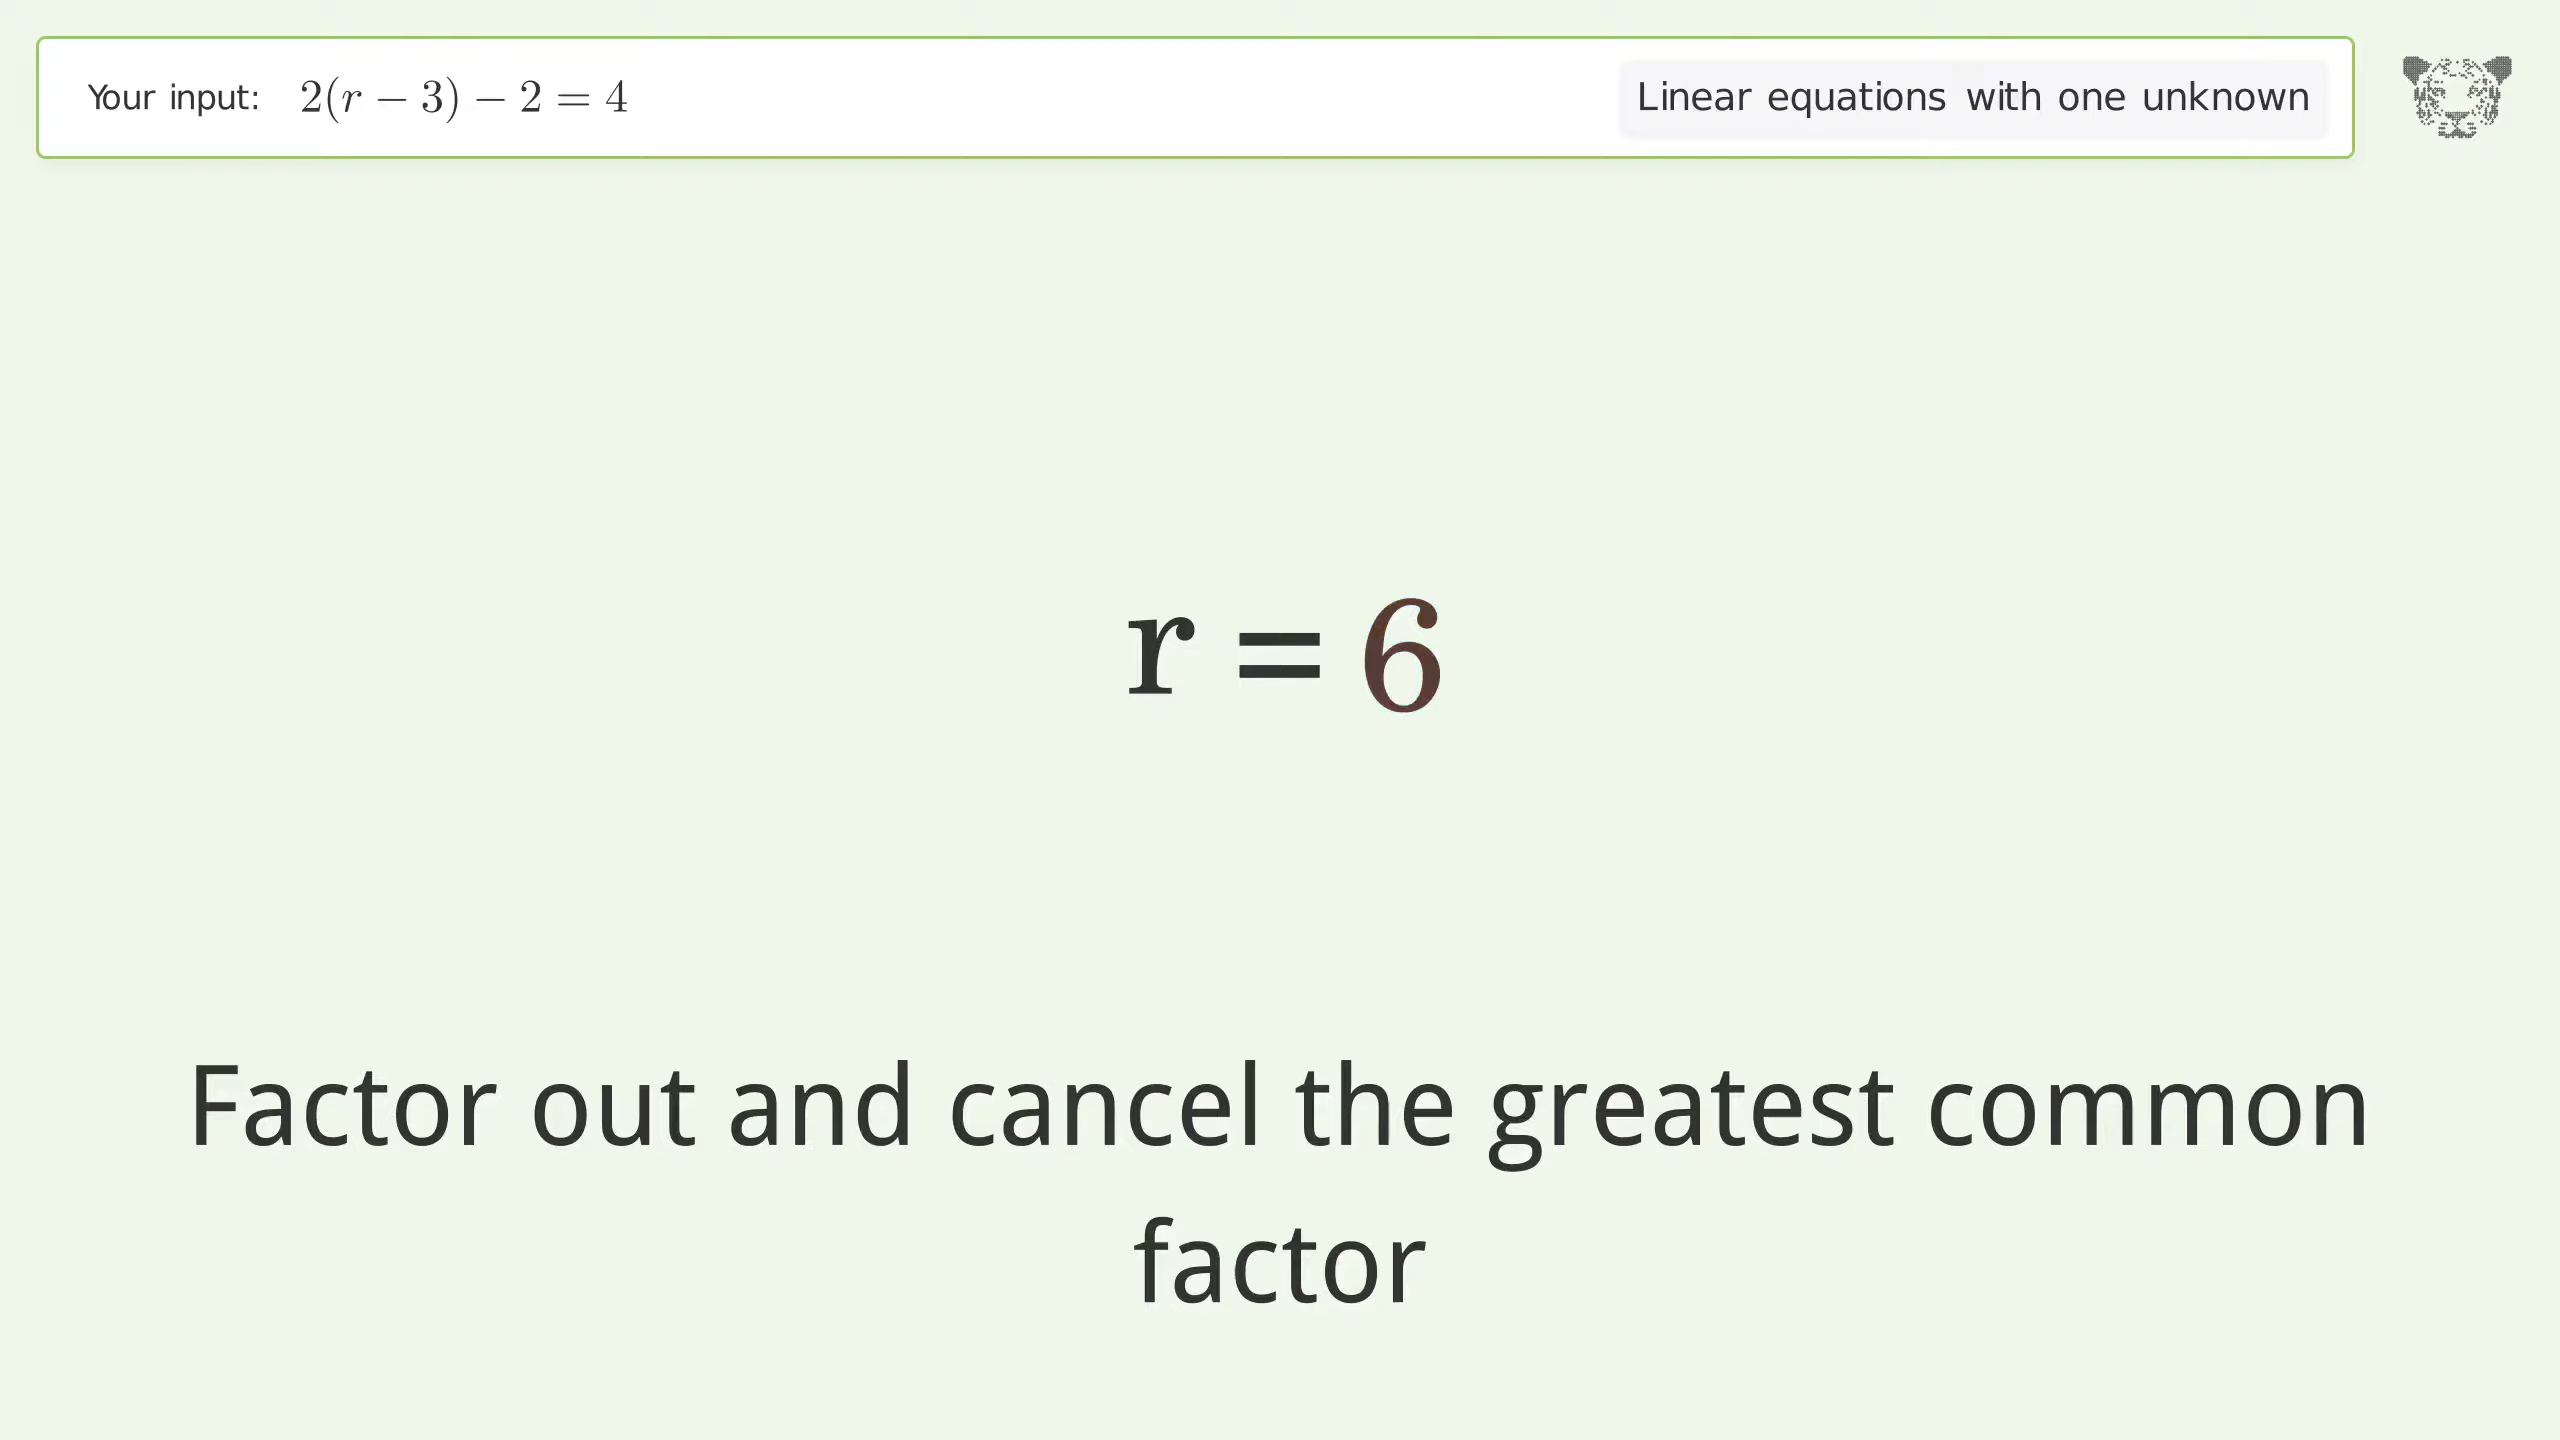 Your input: 2(r − 3) − 2 = 4
Linear equations with one unknown
r = 6
Factor out and cancel the greatest common
factor